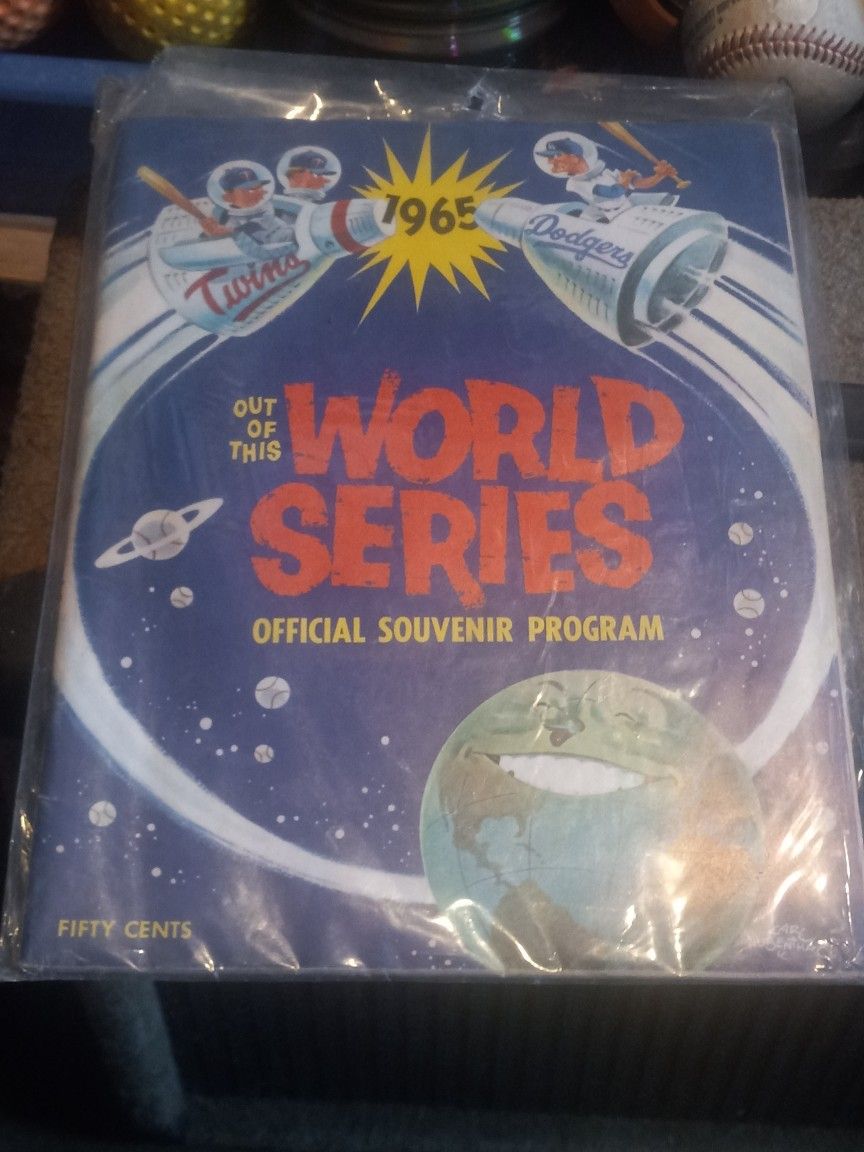 1965
Twins
Dodgers
OUT
OF
THIS
WORLD
SERIES
OFFICIAL SOUVENIR PROGRAM
FIFTY CENTS